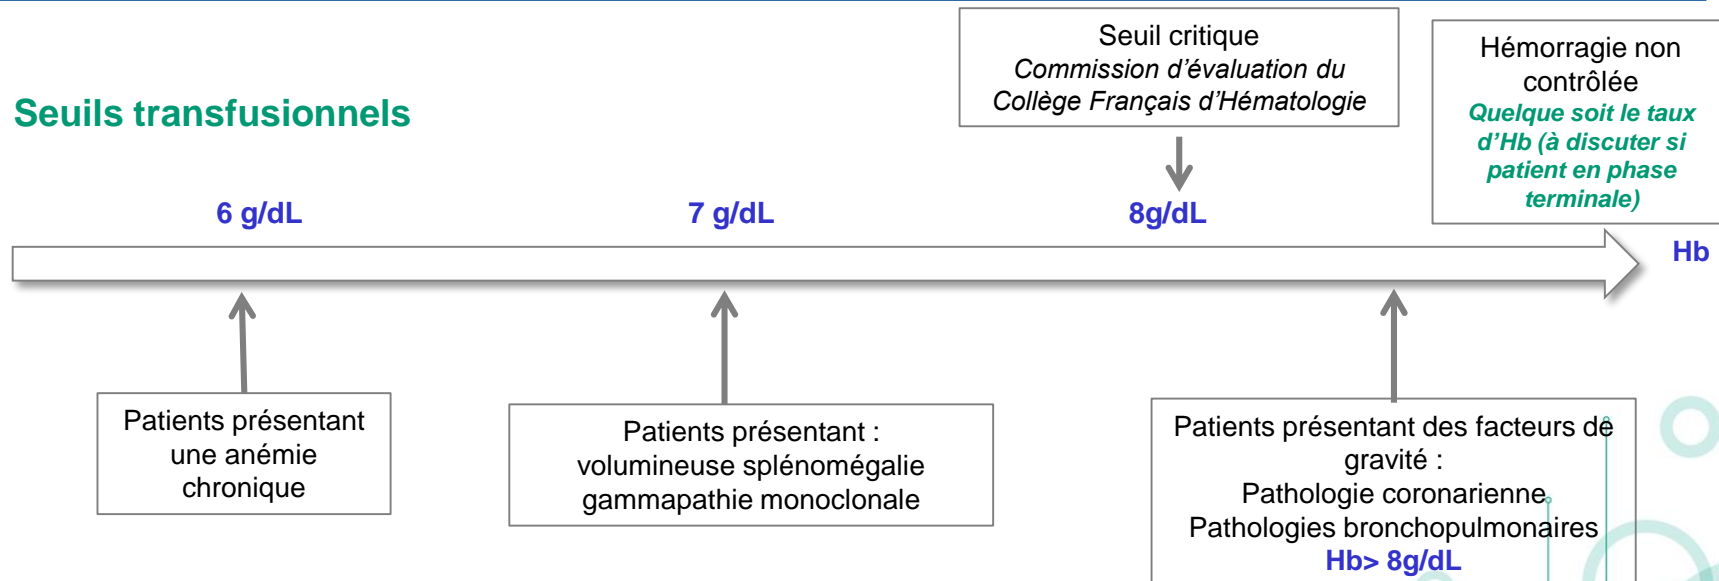 Seuil critique
Commission d’évaluation du
Collège Français d’Hématologie
Hémorragie non
contrôlée
Quelque soit le taux
d’Hb (à discuter si
patient en phase
terminale)
Seuils transfusionnels
6 g/dL
7 g/dL
8g/dL
Hb
Patients présentant
une anémie
chronique
Patients présentant :
volumineuse splénomégalie
gammapathie monoclonale
Patients présentant des facteurs de
gravité :
Pathologie coronarienne
Pathologies bronchopulmonaires
Hb> 8g/dL